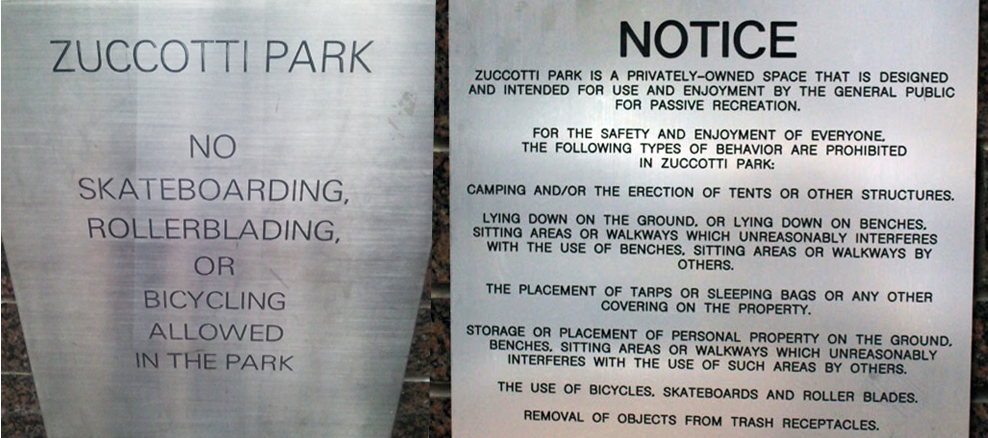 ZUCCOTTI PARK
NO
SKATEBOARDING,
ROLLERBLADING,
OR
BICYCLING
ALLOWED
IN THE PARK
NOTICE
ZUCCOTTI PARK IS A PRIVATELY-OWNED SPACE THAT IS DESIGNED
AND INTENDED FOR USE AND ENJOYMENT BY THE GENERAL PUBLIC
FOR PASSIVE RECREATION.
FOR THE SAFETY AND ENJOYMENT OF EVERYONE,
THE FOLLOWING TYPES OF BEHAVIOR ARE PROHIBITED
IN ZUCCOTTI PARK:
CAMPING AND/OR THE ERECTION OF TENTS OR OTHER STRUCTURES.
LYING DOWN ON THE GROUND, OR LYING DOWN ON BENCHES,
SITTING AREAS OR WALKWAYS WHICH UNREASONABLY INTERFERES
WITH THE USE OF BENCHES, SITTING AREAS OR WALKWAYS BY
OTHERS.
THE PLACEMENT OF TARPS OR SLEEPING BAGS OR ANY OTHER
COVERING ON THE PROPERTY.
STORAGE OR PLACEMENT OF PERSONAL PROPERTY ON THE GROUND,
BENCHES, SITTING AREAS OR WALKWAYS WHICH UNREASONABLY
INTERFERES WITH THE USE OF SUCH AREAS BY OTHERS.
THE USE OF BICYCLES, SKATEBOARDS AND ROLLER BLADES.
REMOVAL OF OBJECTS FROM TRASH RECEPTACLES.